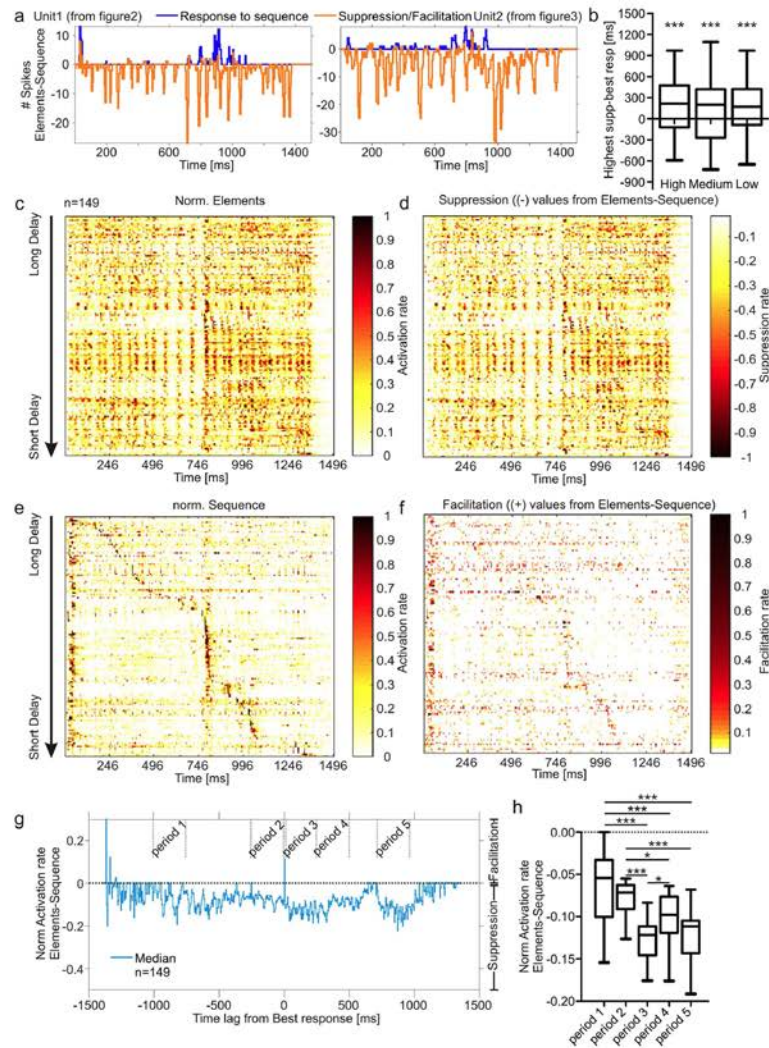 a
Unit1 (from figure2)
Response to sequence
Suppression/Facilitation
Unit2 (from figure3)
# Spikes
Elements-Sequence
10
0
-10
-20
200 600 1000 1400
Time [ms]
10
0
-10
-20
-30
200 600 1000 1400
Time [ms]
b
Highest supp-best resp [ms]
1200
900
600
300
0
-300
-600
-900
*** *** ***
High Medium Low
c
n=149
Norm. Elements
Long Delay
Short Delay
246 496 746 996 1246 1496
Time [ms]
1
0.9
0.8
0.7
0.6
0.5
0.4
0.3
0.2
0.1
0
Activation rate
d
Suppression ((-) values from Elements-Sequence)
246 496 746 996 1246 1496
Time [ms]
-0.1
-0.2
-0.3
-0.4
-0.5
-0.6
-0.7
-0.8
-0.9
-1
Suppression rate
e
norm. Sequence
Long Delay
Short Delay
246 496 746 996 1246 1496
Time [ms]
1
0.9
0.8
0.7
0.6
0.5
0.4
0.3
0.2
0.1
0
Activation rate
f
Facilitation ((+) values from Elements-Sequence)
246 496 746 996 1246 1496
Time [ms]
1
0.9
0.8
0.7
0.6
0.5
0.4
0.3
0.2
0.1
Facilitation rate
g
Norm Activation rate
Elements-Sequence
0.2
0
-0.2
-0.4
period 1
period 2
period 3
period 4
period 5
Suppression
Facilitation
Median
n=149
-1500 -1000 -500 0 500 1000 1500
Time lag from Best response [ms]
h
Norm Activation rate
Elements-Sequence
0.00
-0.05
-0.10
-0.15
-0.20
***
***
***
***
*
***
*
period 1
period 2
period 3
period 4
period 5